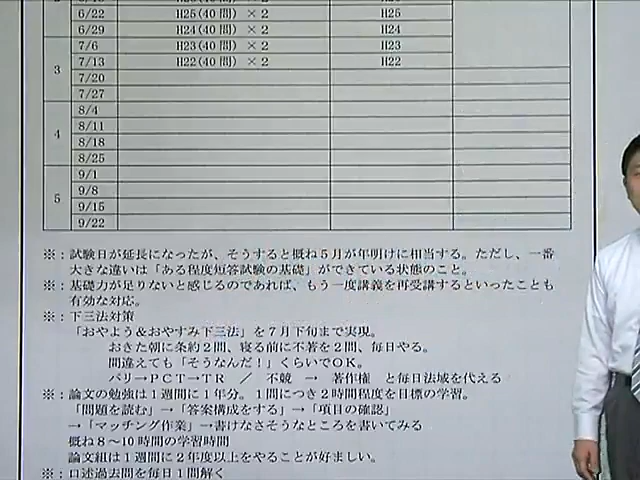 6/22 H25(40問)×2 H25
6/29 H24(40問)×2 H24
3
7/6 H23(40問)×2 H23
7/13 H22(40問)×2 H22
7/20
7/27
4
8/4
8/11
8/18
8/25
5
9/1
9/8
9/15
9/22
※:試験日が延長になったが、そうすると概ね5月が年明けに相当する。ただし、一番
大きな違いは「ある程度短答試験の基礎」ができている状態のこと。
※:基礎力が足りないと感じるのであれば、もう一度講義を再受講するといったことも
有効な対応。
※:下三法対策
「おやよう&おやすみ下三法」を7月下旬まで実現。
おきた朝に条約2問、寝る前に不著を2問、毎日やる。
間違えても「そうなんだ!」くらいでOK。
パリ→PCT→TR / 不競 → 著作権 と毎日法域を代える
※:論文の勉強は1週間に1年分。1問につき2時間程度を目標の学習。
「問題を読む」→「答案構成をする」→「項目の確認」
→「マッチング作業」→書けなさそうなところを書いてみる
概ね8~10時間の学習時間
論文組は1週間に2年度以上をやることが好ましい。
※:口述過去問を毎日1問解く